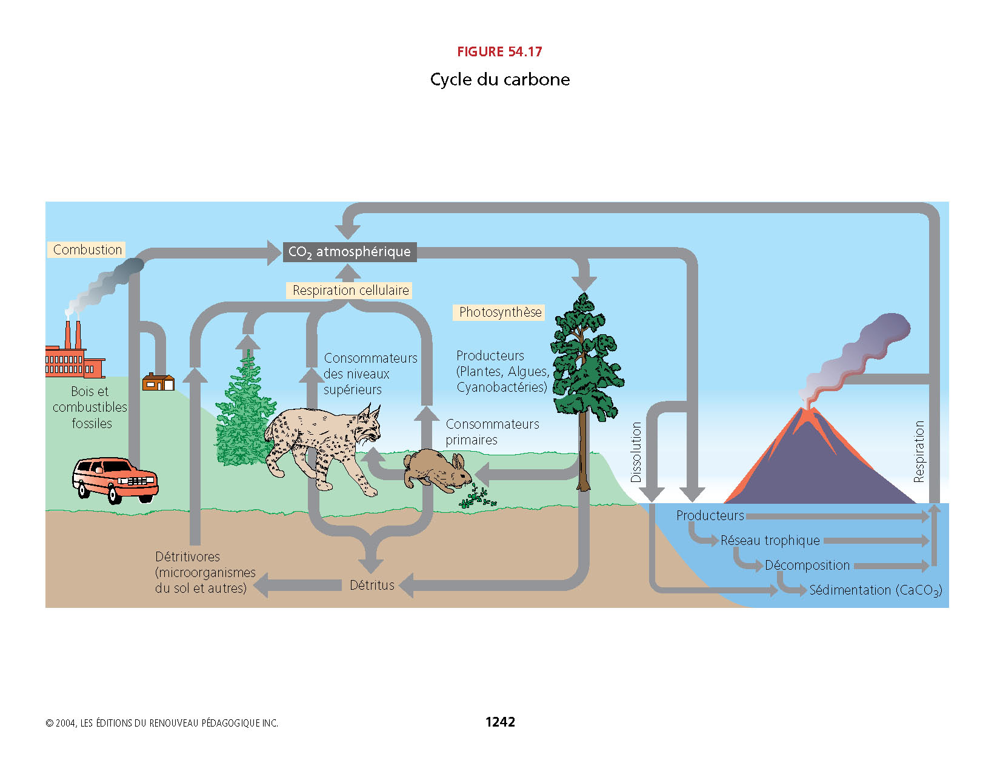 FIGURE 54.17
Cycle du carbone
Combustion
CO₂ atmosphérique
Respiration cellulaire
Photosynthèse
Consommateurs
des niveaux
supérieurs
Producteurs
(Plantes, Algues,
Cyanobactéries)
Bois et
combustibles
fossiles
Consommateurs
primaires
Dissolution
Respiration
Producteurs
Réseau trophique
Décomposition
Sédimentation (CaCO₃)
Détritivores
(microorganismes
du sol et autres)
Détritus
© 2004, LES ÉDITIONS DU RENOUVEAU PÉDAGOGIQUE INC.
1242